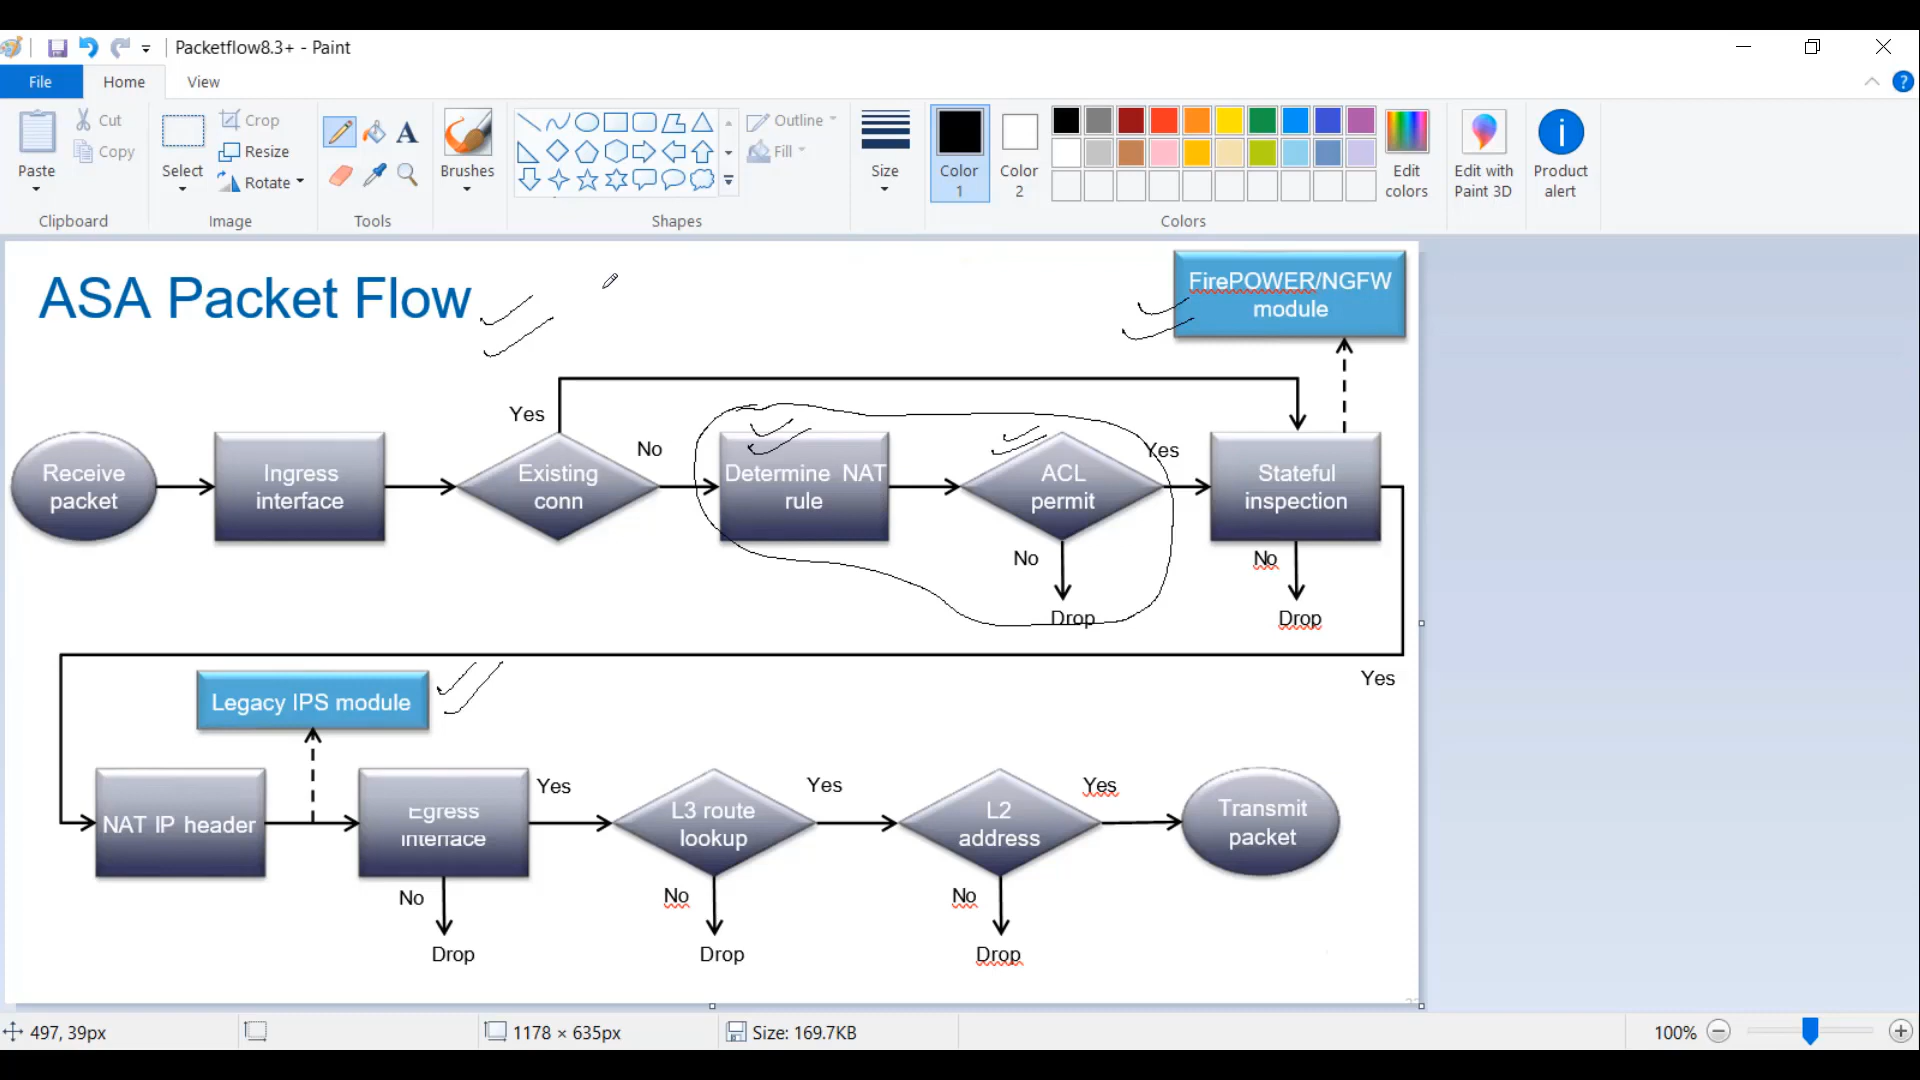 Packetflow8.3+ - Paint
File
Home
View
Paste
Cut
Copy
Clipboard
Select
Crop
Resize
Rotate
Image
A
Tools
Brushes
Shapes
Outline
Fill
Size
Color
1
Color
2
Colors
Edit
colors
Edit with
Paint 3D
Product
alert
ASA Packet Flow
FirePOWER/NGFW
module
Receive
packet
Ingress
interface
Yes
Existing
conn
No
Determine NAT
rule
ACL
permit
Yes
No
Drop
Stateful
inspection
No
Drop
Yes
Legacy IPS module
NAT IP header
Egress
interface
Yes
No
Drop
L3 route
lookup
Yes
No
Drop
L2
address
Yes
No
Drop
Transmit
packet
497, 39px
1178 × 635px
Size: 169.7KB
100%